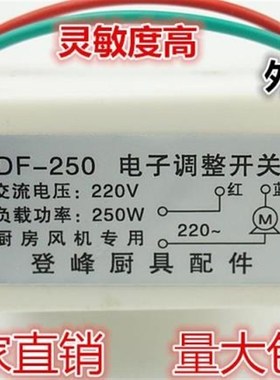 灵敏度高
外
DF-250 电子调整开关
交流电压：220V
红 蓝
负载功率：250W
M
厨房风机专用
220~
登峰厨具配件
家直销 量大